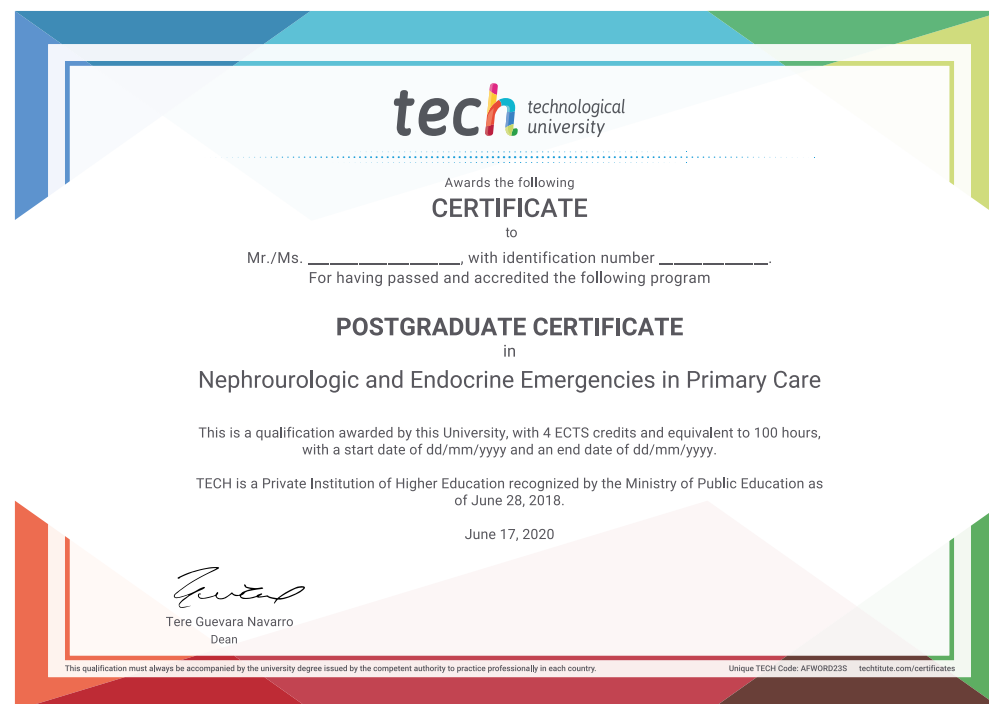 tech technological
university
Awards the following
CERTIFICATE
to
Mr./Ms. ____________________, with identification number ______________.
For having passed and accredited the following program
POSTGRADUATE CERTIFICATE
in
Nephrourologic and Endocrine Emergencies in Primary Care
This is a qualification awarded by this University, with 4 ECTS credits and equivalent to 100 hours,
with a start date of dd/mm/yyyy and an end date of dd/mm/yyyy.
TECH is a Private Institution of Higher Education recognized by the Ministry of Public Education as
of June 28, 2018.
June 17, 2020
Tere Guevara Navarro
Dean
This qualification must always be accompanied by the university degree issued by the competent authority to practice professionally in each country.
Unique TECH Code: AFWORD23S techtitute.com/certificates